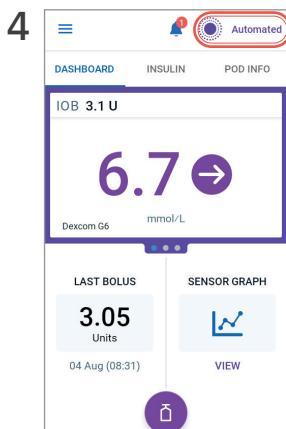 4
1
Automated
DASHBOARD INSULIN POD INFO
IOB 3.1 U
6.7
mmol/L
Dexcom G6
LAST BOLUS
3.05
Units
04 Aug (08:31)
SENSOR GRAPH
VIEW